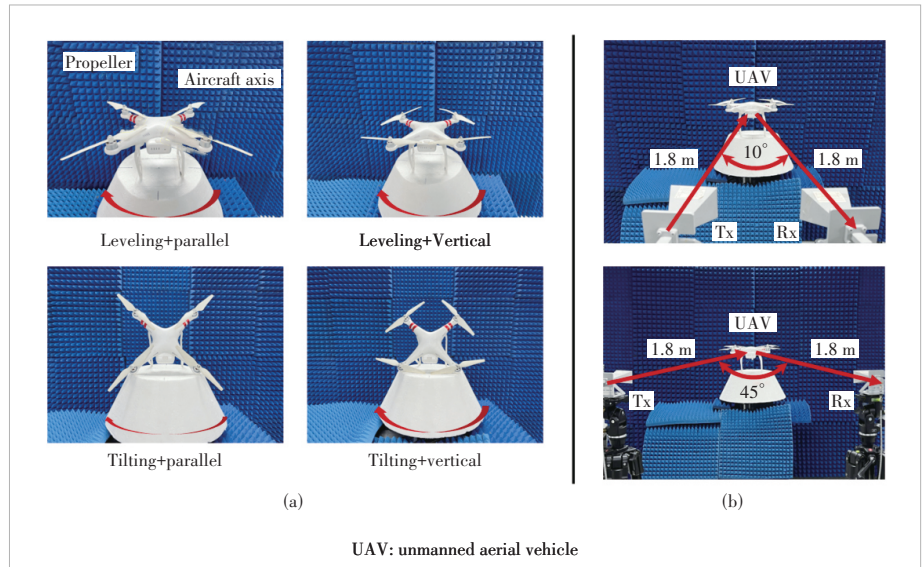 Propeller
Aircraft axis
Leveling+parallel
Leveling+Vertical
Tilting+parallel
Tilting+vertical
(a)
UAV
1.8 m
10°
1.8 m
Tx
Rx
UAV
1.8 m
1.8 m
45°
Tx
Rx
(b)
UAV: unmanned aerial vehicle